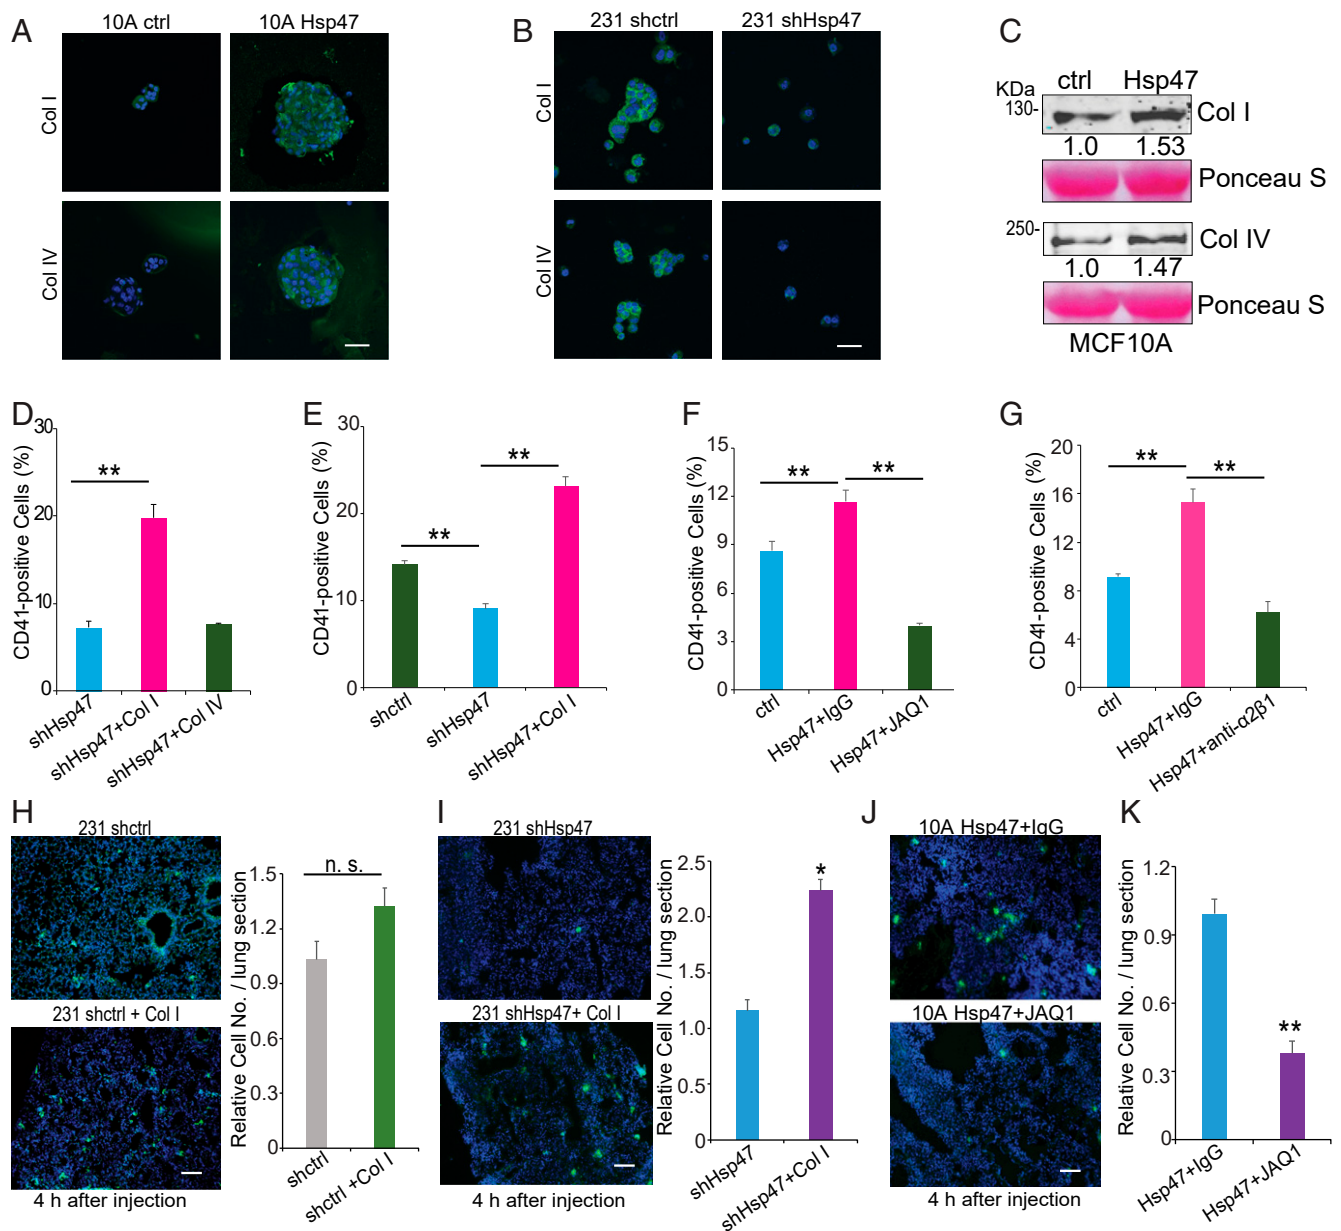 A
10A ctrl
10A Hsp47
Col I
Col IV
B
231 shctrl
231 shHsp47
Col I
Col IV
C
KDa
ctrl
Hsp47
130-
Col I
1.0
1.53
Ponceau S
250-
Col IV
1.0
1.47
Ponceau S
MCF10A
D
CD41-positive Cells (%)
30
20
10
0
shHsp47
shHsp47+Col I
shHsp47+Col IV
**
E
CD41-positive Cells (%)
30
20
10
0
shctrl
shHsp47
shHsp47+Col I
**
**
F
CD41-positive Cells (%)
15
12
9
6
3
0
ctrl
Hsp47+IgG
Hsp47+JAQ1
**
**
G
CD41-positive Cells (%)
20
16
12
8
4
0
ctrl
Hsp47+IgG
Hsp47+anti-α2β1
**
**
H
231 shctrl
231 shctrl + Col I
4 h after injection
Relative Cell No. / lung section
1.5
1.2
0.9
0.6
0.3
0
n. s.
shctrl
shctrl +Col I
I
231 shHsp47
231 shHsp47+ Col I
4 h after injection
Relative Cell No. / lung section
2.5
2.0
1.5
1.0
0.5
0
*
shHsp47
shHsp47+Col I
J
10A Hsp47+IgG
10A Hsp47+JAQ1
4 h after injection
K
Relative Cell No. / lung section
1.2
0.9
0.6
0.3
0
**
Hsp47+IgG
Hsp47+JAQ1